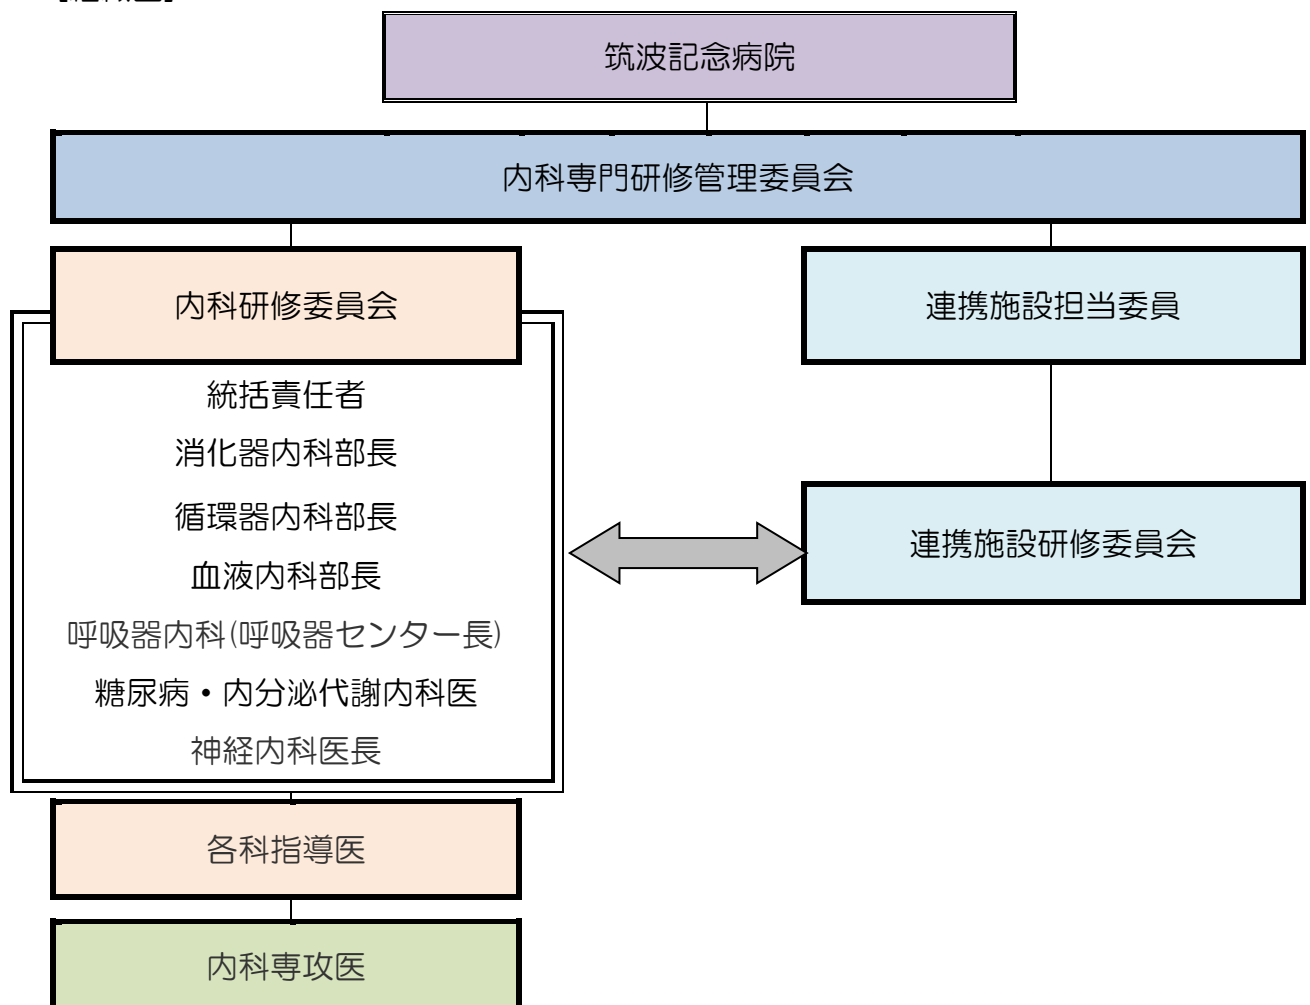 筑波記念病院
内科専門研修管理委員会
内科研修委員会
統括責任者
消化器内科部長
循環器内科部長
血液内科部長
呼吸器内科(呼吸器センター長)
糖尿病・内分泌代謝内科医
神経内科医長
各科指導医
内科専攻医
連携施設担当委員
連携施設研修委員会